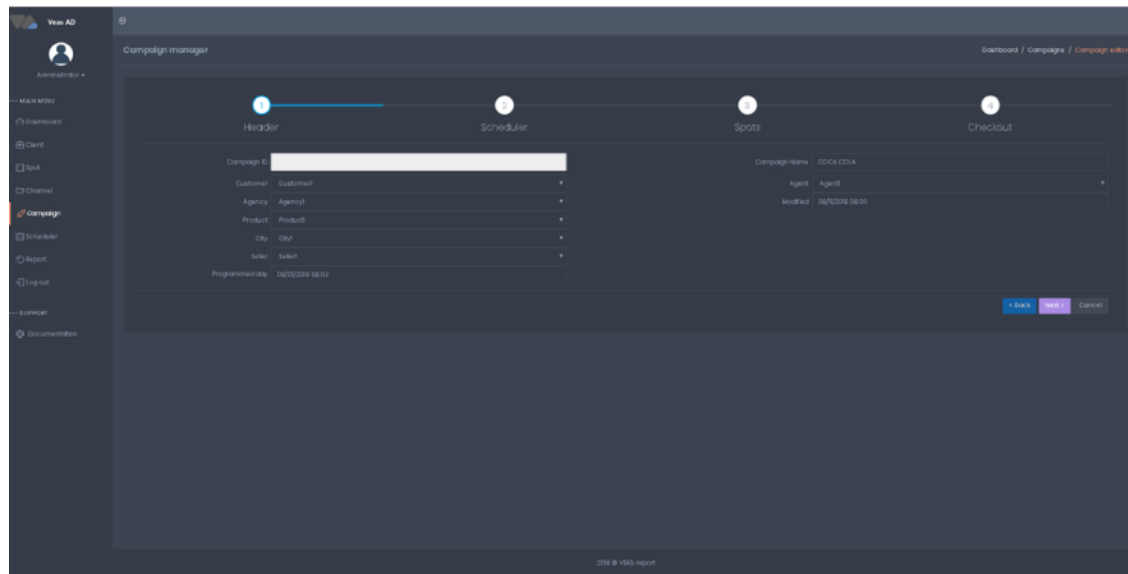 Veas AD
Campaign manager
Dashboard / Campaigns / Campaign editor
Administrator
MAIN MENU
Dashboard
Client
Spot
Channel
Campaign
Scheduler
Report
Log out
SUPPORT
Documentation
1
2
3
4
Header
Scheduler
Spots
Checkout
Campaign ID
Campaign Name COCA COLA
Customer Customer1
Agent Agent1
Agency Agency1
Modified
Product Product1
City City1
Seller Seller1
Programmed day
< Back Next > Cancel
2018 © VEAS report